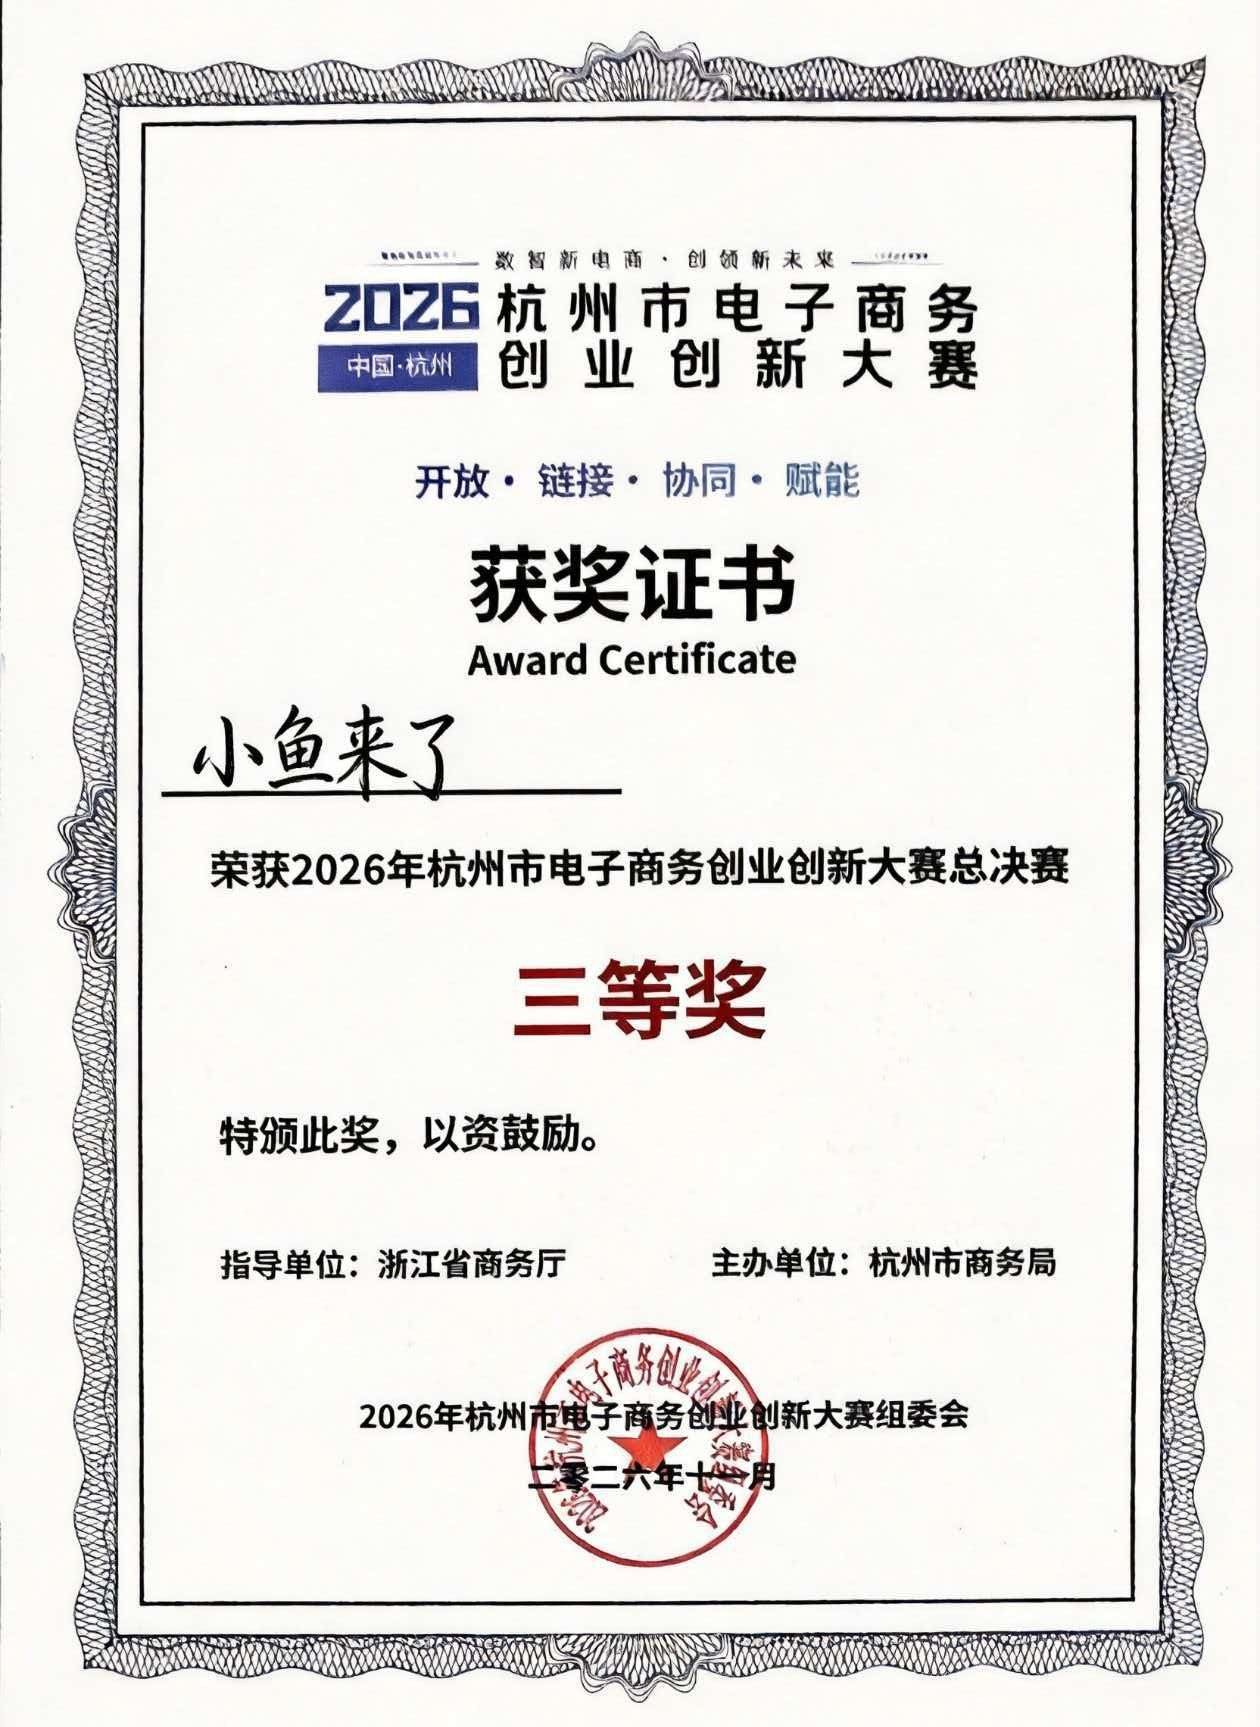 数智新电商·创领新未来
2026 杭州市电子商务
中国·杭州 创业创新大赛
开放·链接·协同·赋能
获奖证书
Award Certificate
小鱼来了
荣获2026年杭州市电子商务创业创新大赛总决赛
三等奖
特颁此奖，以资鼓励。
指导单位：浙江省商务厅 主办单位：杭州市商务局
2026年杭州市电子商务创业创新大赛组委会
二零二六年十一月